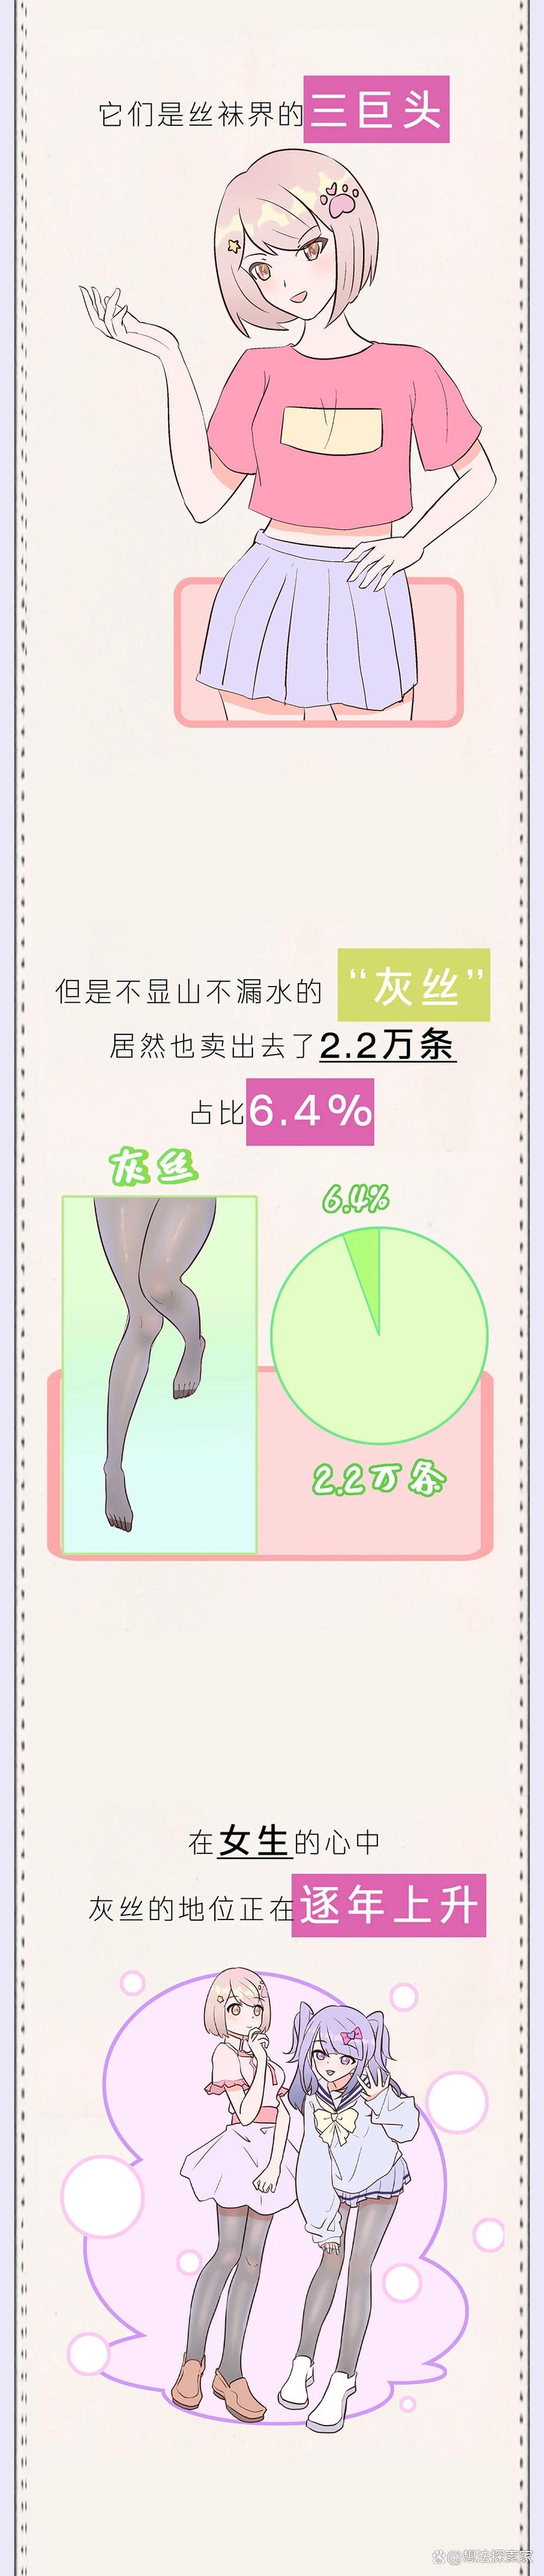 它们是丝袜界的三巨头
但是不显山不漏水的“灰丝”
居然也卖出去了2.2万条
占比6.4%
灰丝
6.4%
2.2万条
在女生的心中
灰丝的地位正在逐年上升
@想法探索家